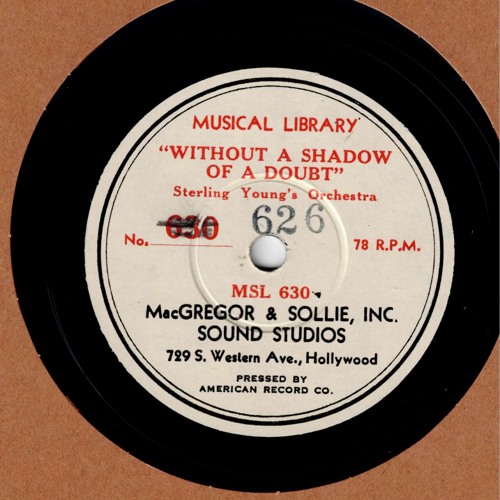 MUSICAL LIBRARY
"WITHOUT A SHADOW
OF A DOUBT"
Sterling Young's Orchestra
No. 630 626 78 R.P.M.
MSL 630
MacGREGOR & SOLLIE, INC.
SOUND STUDIOS
729 S. Western Ave., Hollywood
PRESSED BY
AMERICAN RECORD CO.